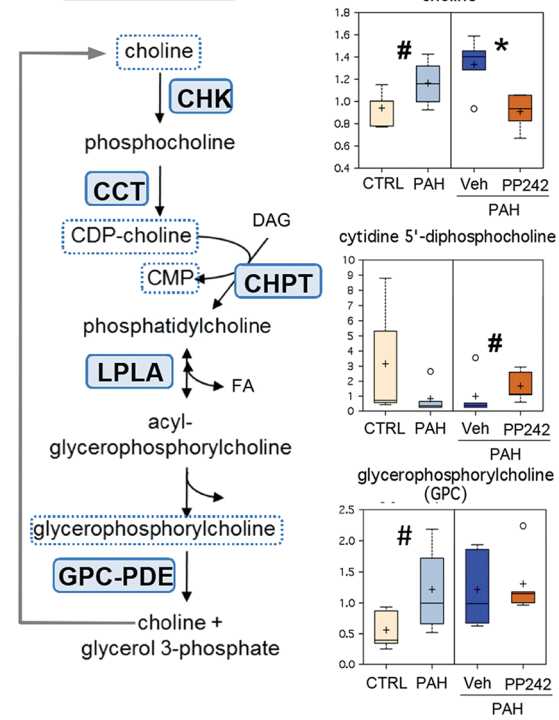 choline
CHK
phosphocholine
CCT
CDP-choline
DAG
CMP
CHPT
phosphatidylcholine
LPLA
FA
acyl-
glycerophosphorylcholine
glycerophosphorylcholine
GPC-PDE
choline +
glycerol 3-phosphate
choline
1.8
1.6
1.4
1.2
1.0
0.8
0.6
0.4
#
*
CTRL PAH Veh PP242
PAH
cytidine 5'-diphosphocholine
10
9
8
7
6
5
4
3
2
1
0
#
CTRL PAH Veh PP242
PAH
glycerophosphorylcholine
(GPC)
2.5
2.0
1.5
1.0
0.5
0.0
#
CTRL PAH Veh PP242
PAH